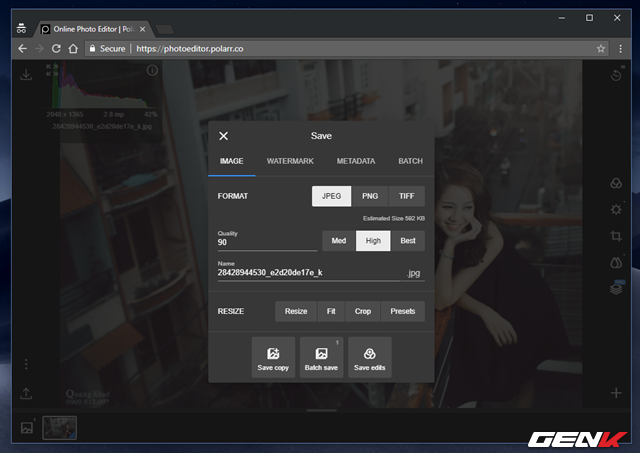 Online Photo Editor | Pola
Secure | https://photoeditor.polarr.co
2048 x 1365 2.8 mp 42%
28428944530_e2d20de17e_k.jpg
Save
IMAGE WATERMARK METADATA BATCH
FORMAT JPEG PNG TIFF
Estimated Size 592 KB
Quality
90 Med High Best
Name
28428944530_e2d20de17e_k .jpg
RESIZE Resize Fit Crop Presets
1
Save copy Batch save Save edits
GENK